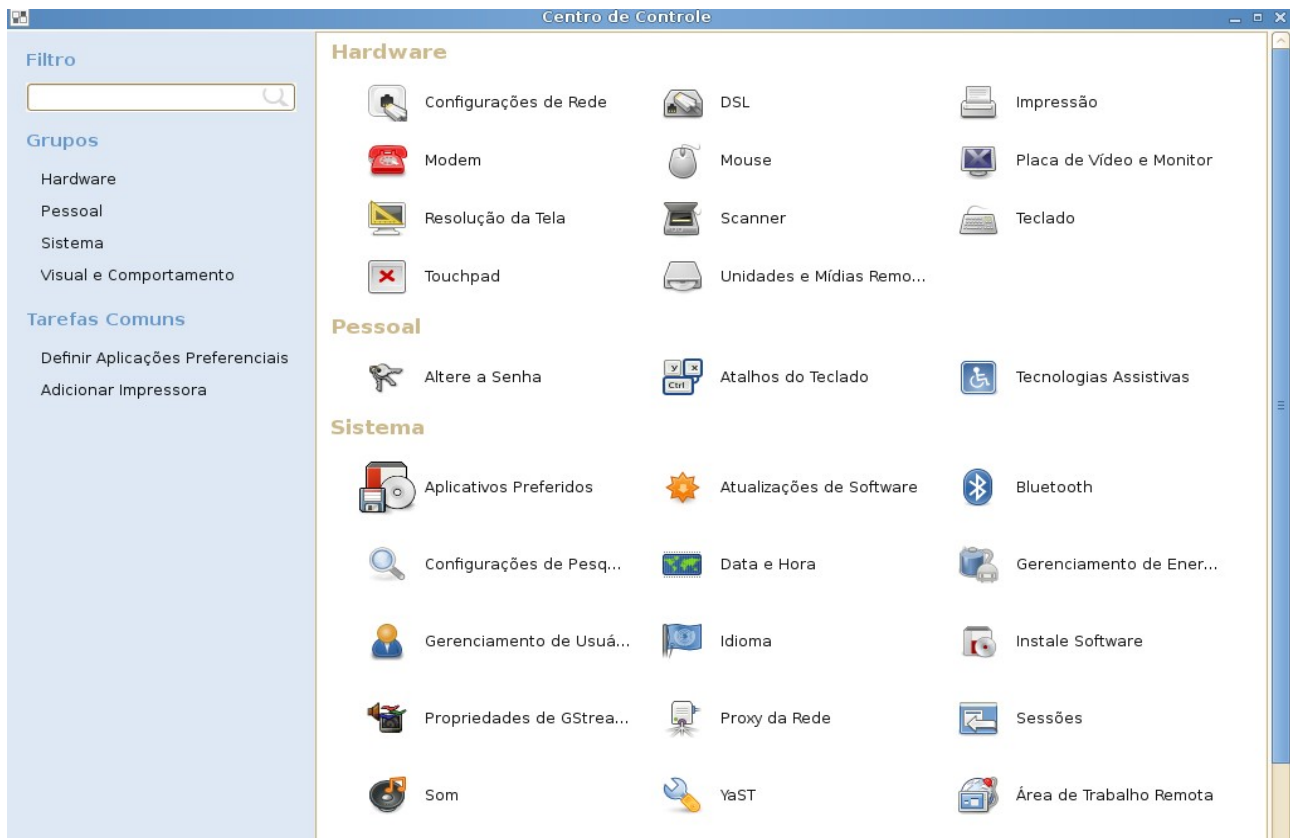 Centro de Controle
Filtro
Grupos
Hardware
Pessoal
Sistema
Visual e Comportamento
Tarefas Comuns
Definir Aplicações Preferenciais
Adicionar Impressora
Hardware
Configurações de Rede
DSL
Impressão
Modem
Mouse
Placa de Vídeo e Monitor
Resolução da Tela
Scanner
Teclado
Touchpad
Unidades e Mídias Remo...
Pessoal
Altere a Senha
y x
Ctrl
Atalhos do Teclado
Tecnologias Assistivas
Sistema
Aplicativos Preferidos
Atualizações de Software
Bluetooth
Configurações de Pesq...
Data e Hora
Gerenciamento de Ener...
Gerenciamento de Usuá...
Idioma
Instale Software
Propriedades de GStrea...
Proxy da Rede
Sessões
Som
YaST
Área de Trabalho Remota